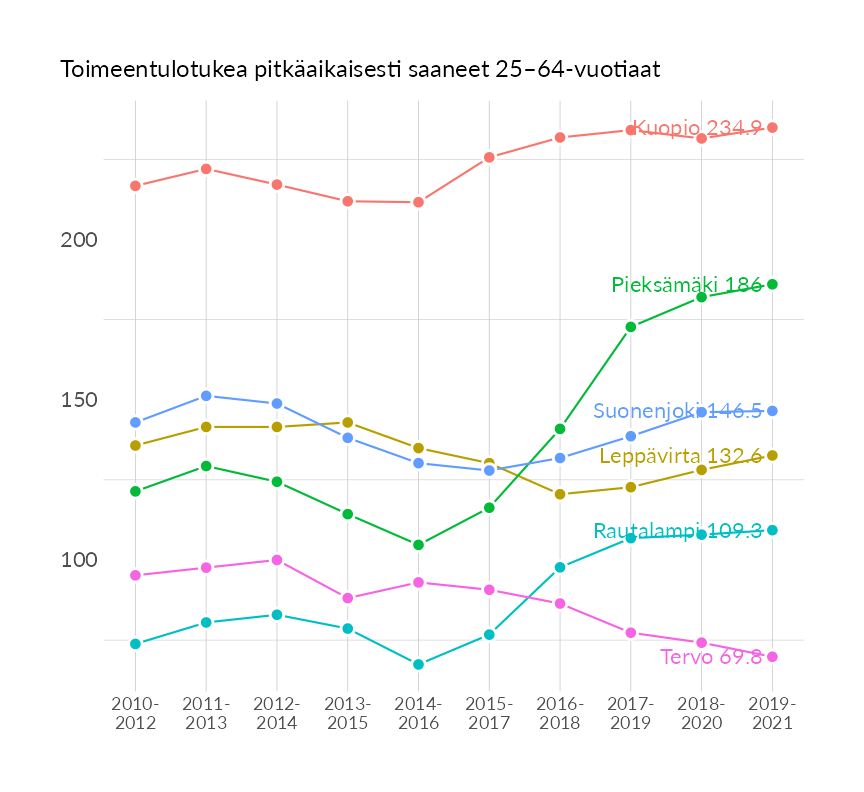 Toimeentulotukea pitkäaikaisesti saaneet 25–64-vuotiaat
Kuopio 234.9
200
Pieksämäki 186
150
Suonenjoki 146.5
Leppävirta 132.6
Rautalampi 109.3
100
Tervo 69.8
2010- 2011- 2012- 2013- 2014- 2015- 2016- 2017- 2018- 2019-
2012 2013 2014 2015 2016 2017 2018 2019 2020 2021